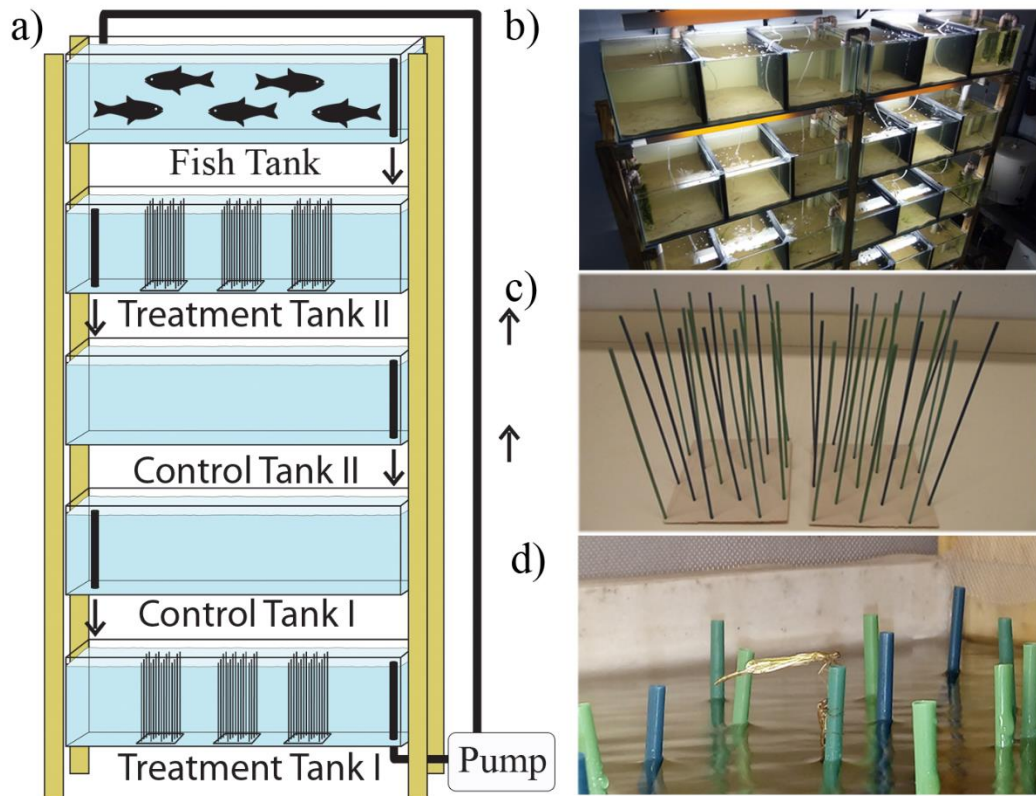 a)
Fish Tank
Treatment Tank II
Control Tank II
Control Tank I
Treatment Tank I
Pump
b)
c)
d)